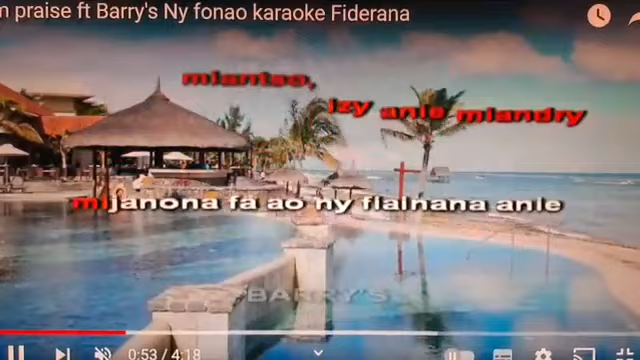 m praise ft Barry's Ny fonao karaoke Fiderana
miantso,
izy anie miandry
mijanona fa ao ny fiainana anie
BARRY'S
0:53 / 4:18